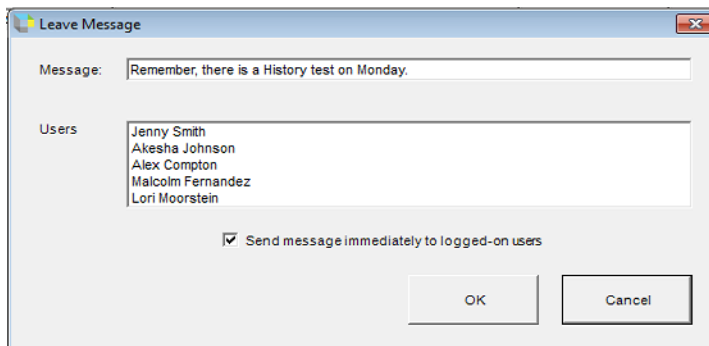 Leave Message
Message: Remember, there is a History test on Monday.
Users
Jenny Smith
Akesha Johnson
Alex Compton
Malcolm Fernandez
Lori Moorstein
Send message immediately to logged-on users
OK Cancel